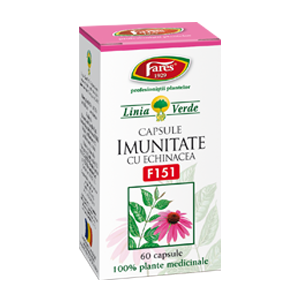 Fares
1929
profesioniștii plantelor
Linia Verde
CAPSULE
IMUNITATE
CU ECHINACEA
F151
60 capsule
100% plante medicinale